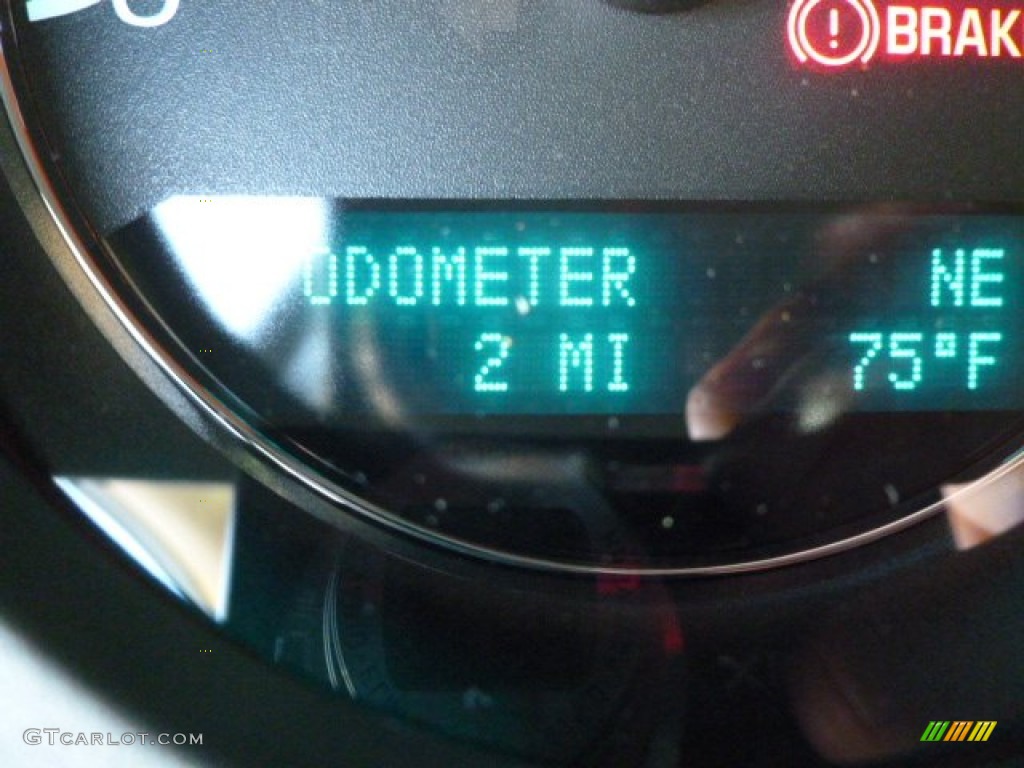 BRAK
ODOMETER NE
2 MI 75°F
GTCARLOT.COM